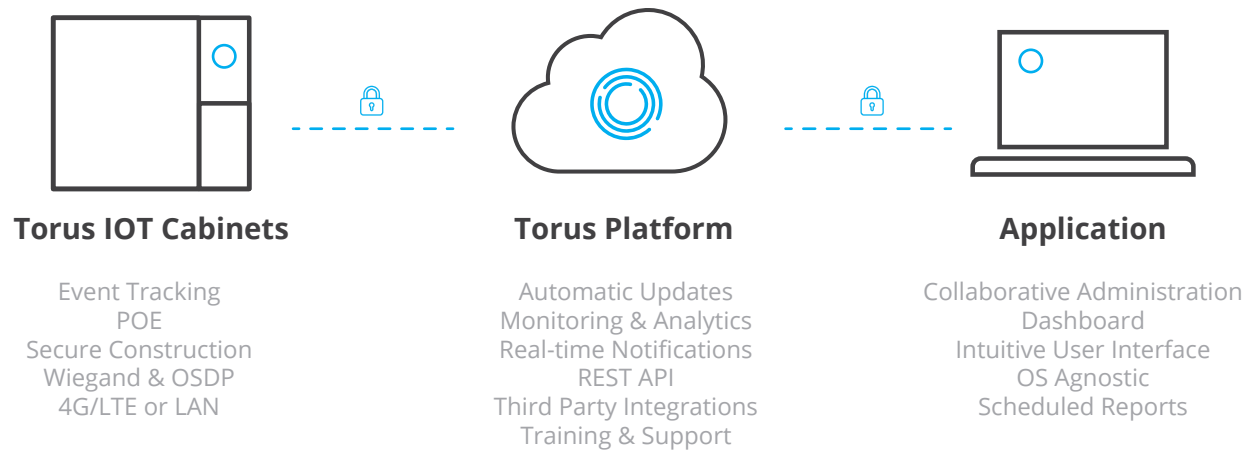 Torus IOT Cabinets
Event Tracking
POE
Secure Construction
Wiegand & OSDP
4G/LTE or LAN
Torus Platform
Automatic Updates
Monitoring & Analytics
Real-time Notifications
REST API
Third Party Integrations
Training & Support
Application
Collaborative Administration
Dashboard
Intuitive User Interface
OS Agnostic
Scheduled Reports